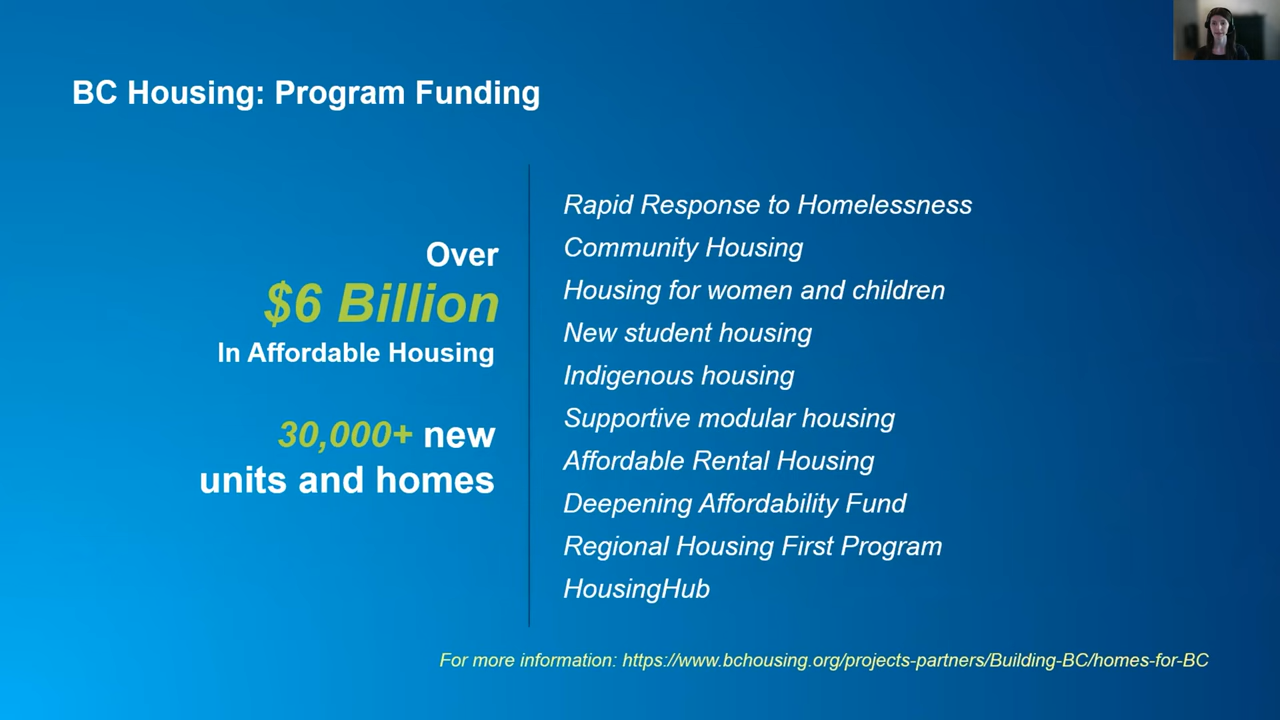 BC Housing: Program Funding
Over
$6 Billion
In Affordable Housing
30,000+ new
units and homes
Rapid Response to Homelessness
Community Housing
Housing for women and children
New student housing
Indigenous housing
Supportive modular housing
Affordable Rental Housing
Deepening Affordability Fund
Regional Housing First Program
HousingHub
For more information: https://www.bchousing.org/projects-partners/Building-BC/homes-for-BC